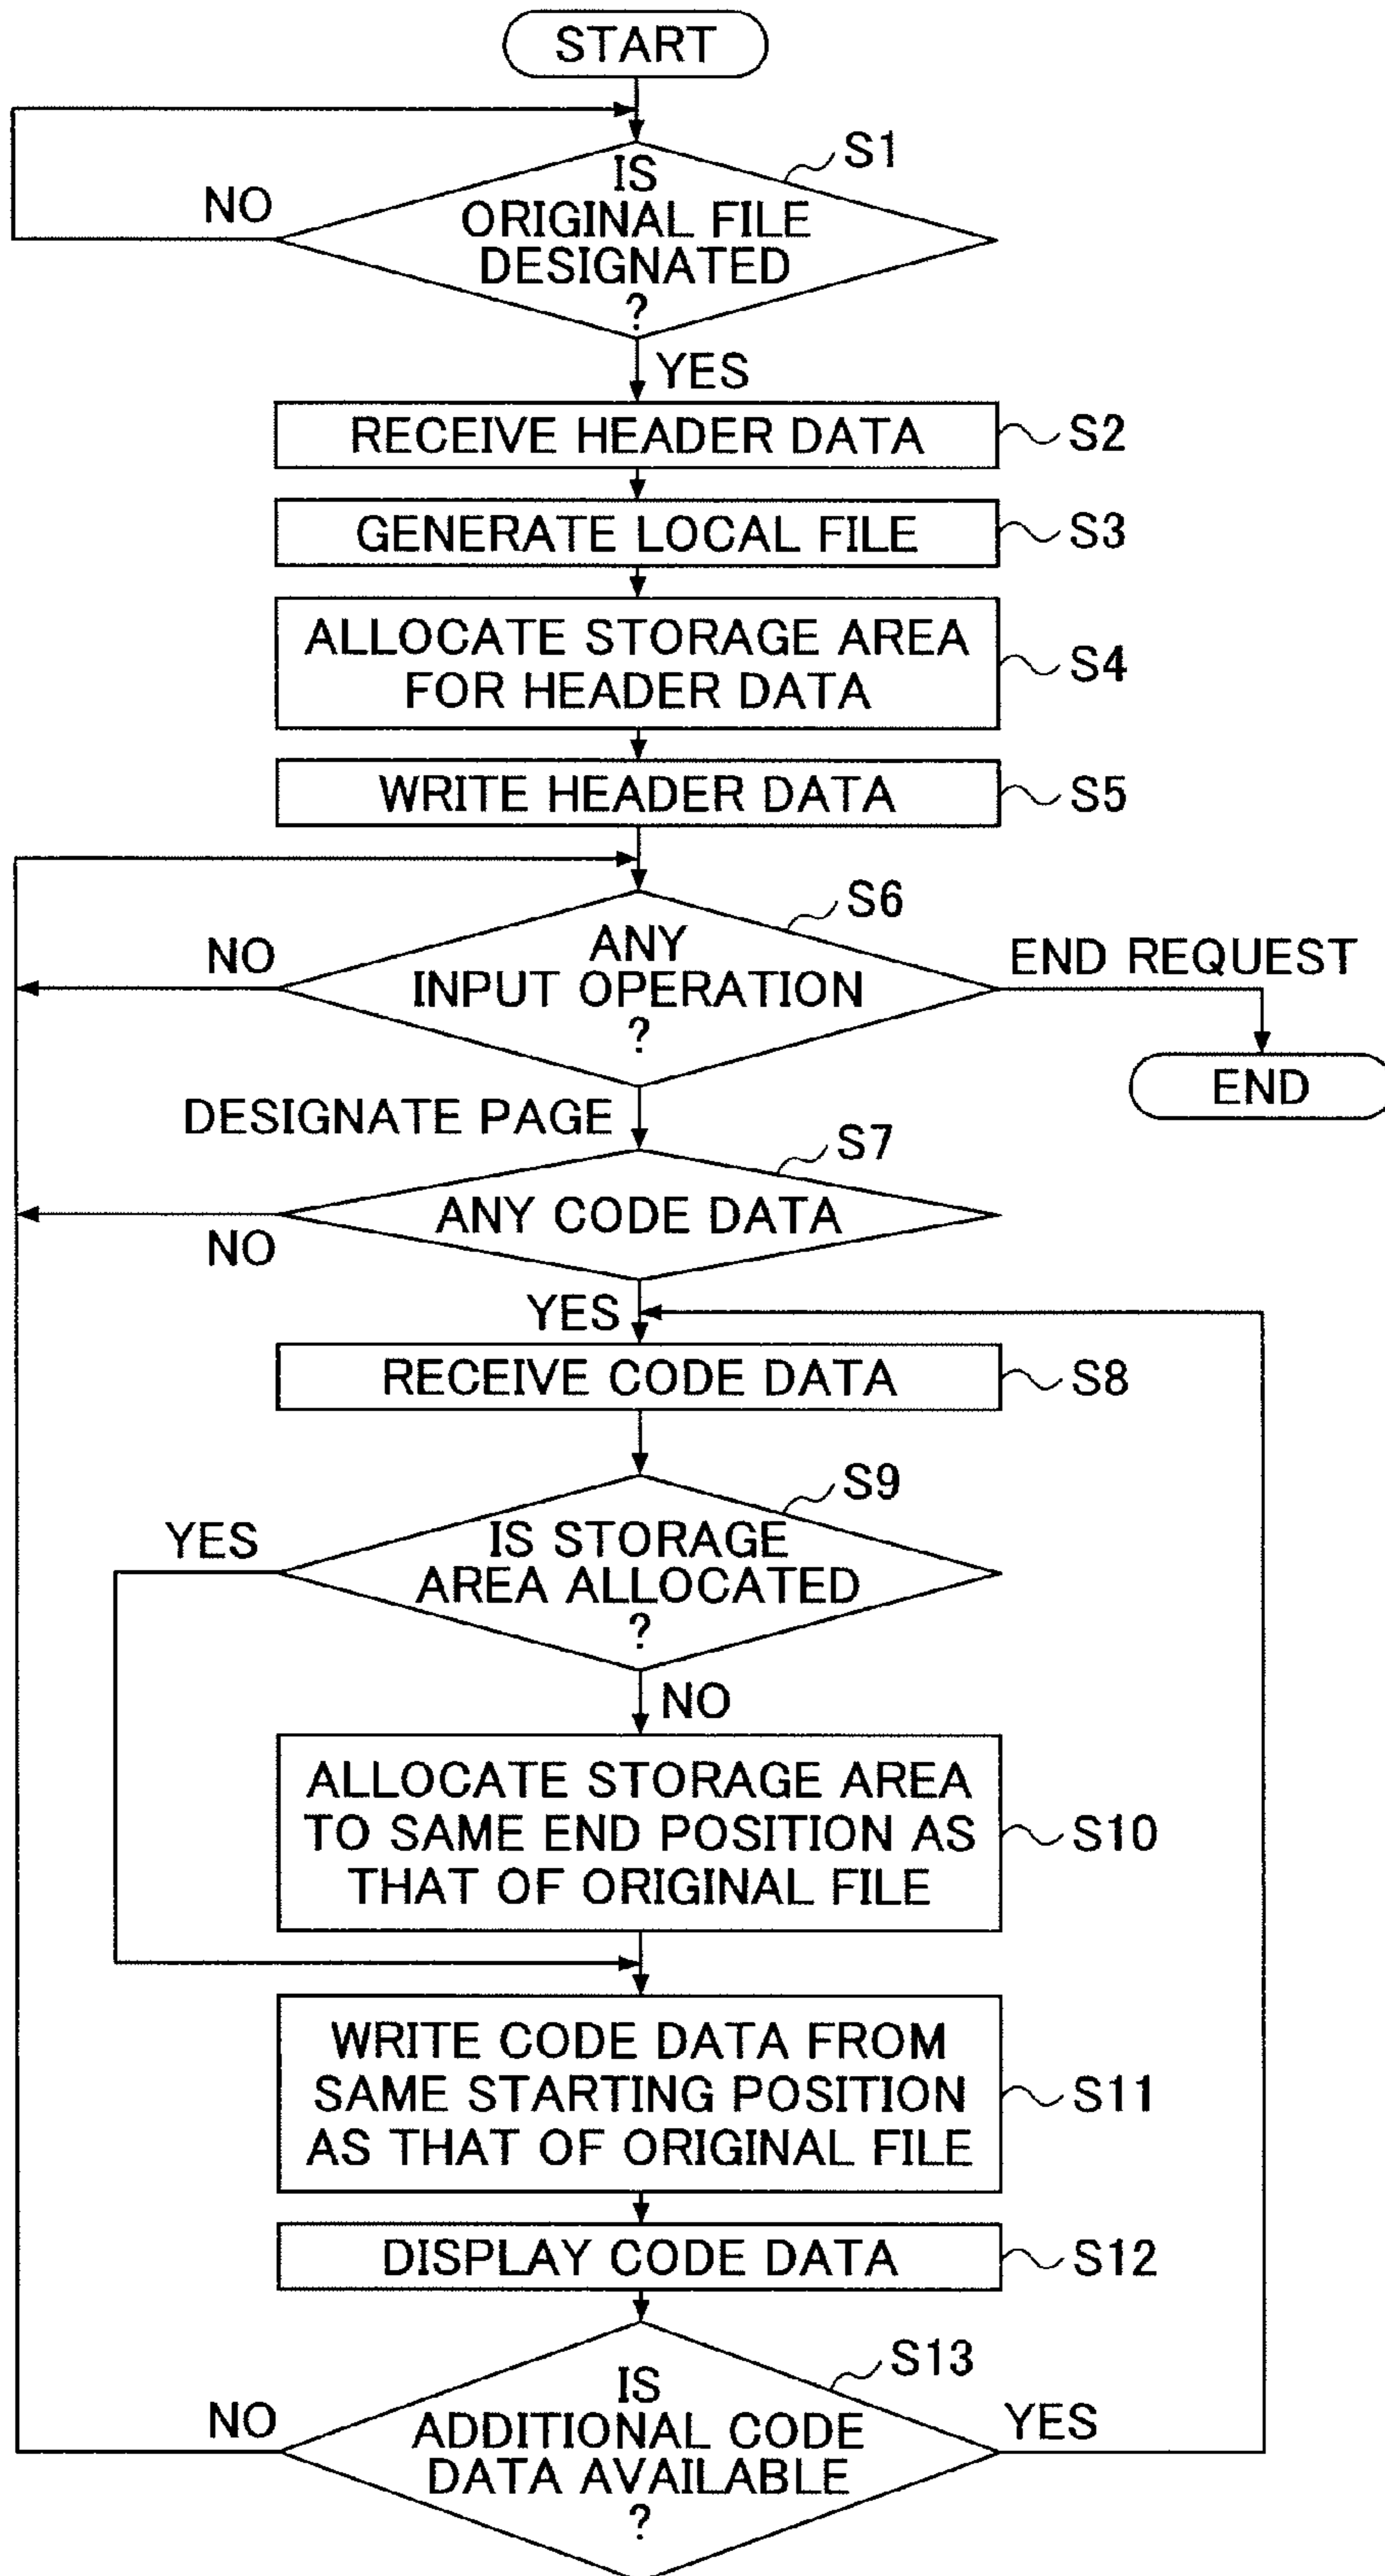 START
S1
IS
ORIGINAL FILE
DESIGNATED
?
NO
YES
RECEIVE HEADER DATA
S2
GENERATE LOCAL FILE
S3
ALLOCATE STORAGE AREA
FOR HEADER DATA
S4
WRITE HEADER DATA
S5
S6
ANY
INPUT OPERATION
?
NO
END REQUEST
END
DESIGNATE PAGE
S7
ANY CODE DATA
NO
YES
RECEIVE CODE DATA
S8
S9
IS STORAGE
AREA ALLOCATED
?
YES
NO
ALLOCATE STORAGE AREA
TO SAME END POSITION AS
THAT OF ORIGINAL FILE
S10
WRITE CODE DATA FROM
SAME STARTING POSITION
AS THAT OF ORIGINAL FILE
S11
DISPLAY CODE DATA
S12
S13
IS
ADDITIONAL CODE
DATA AVAILABLE
?
NO
YES